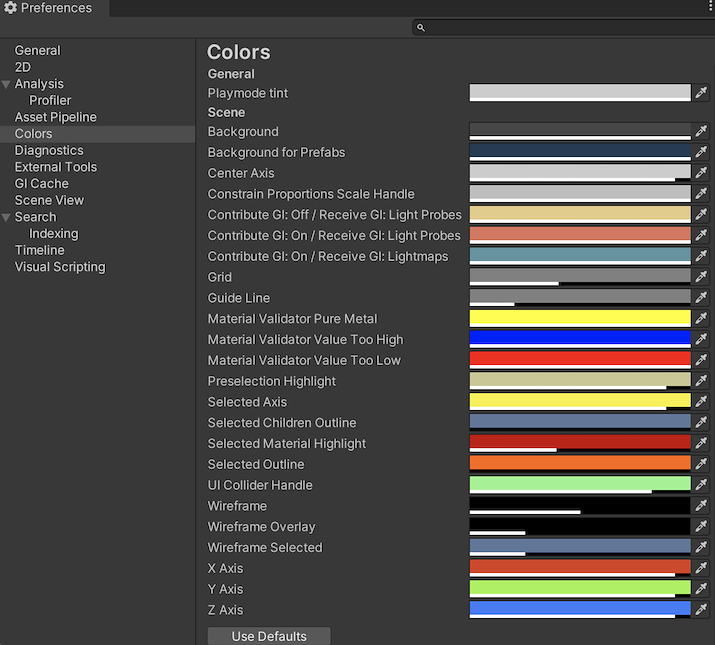 Preferences
General
2D
Analysis
Profiler
Asset Pipeline
Colors
Diagnostics
External Tools
GI Cache
Scene View
Search
Indexing
Timeline
Visual Scripting
Colors
General
Playmode tint
Scene
Background
Background for Prefabs
Center Axis
Constrain Proportions Scale Handle
Contribute GI: Off / Receive GI: Light Probes
Contribute GI: On / Receive GI: Light Probes
Contribute GI: On / Receive GI: Lightmaps
Grid
Guide Line
Material Validator Pure Metal
Material Validator Value Too High
Material Validator Value Too Low
Preselection Highlight
Selected Axis
Selected Children Outline
Selected Material Highlight
Selected Outline
UI Collider Handle
Wireframe
Wireframe Overlay
Wireframe Selected
X Axis
Y Axis
Z Axis
Use Defaults